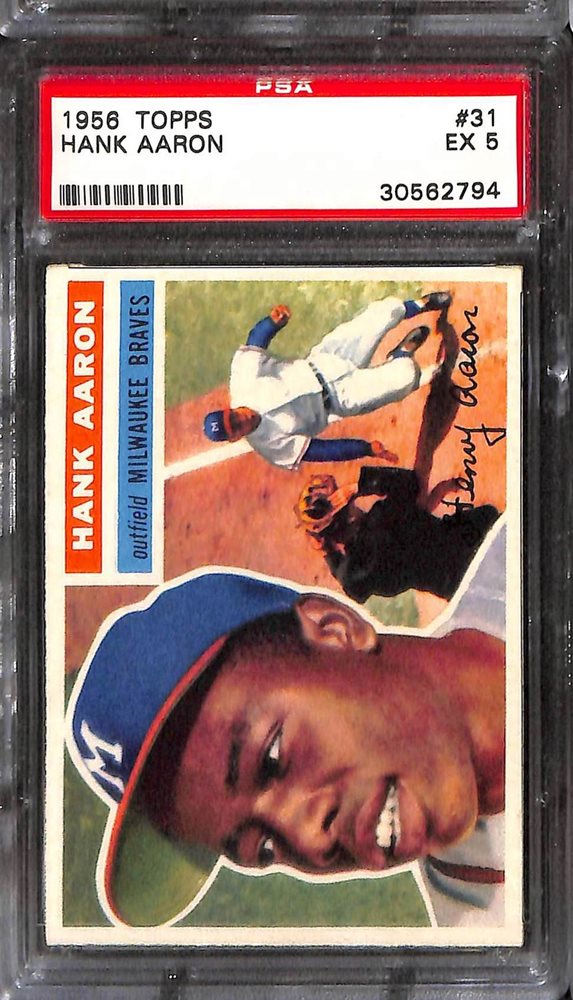 PSA
1956 TOPPS #31
HANK AARON EX 5
30562794
HANK AARON
outfield MILWAUKEE BRAVES
Henry Aaron
M
M